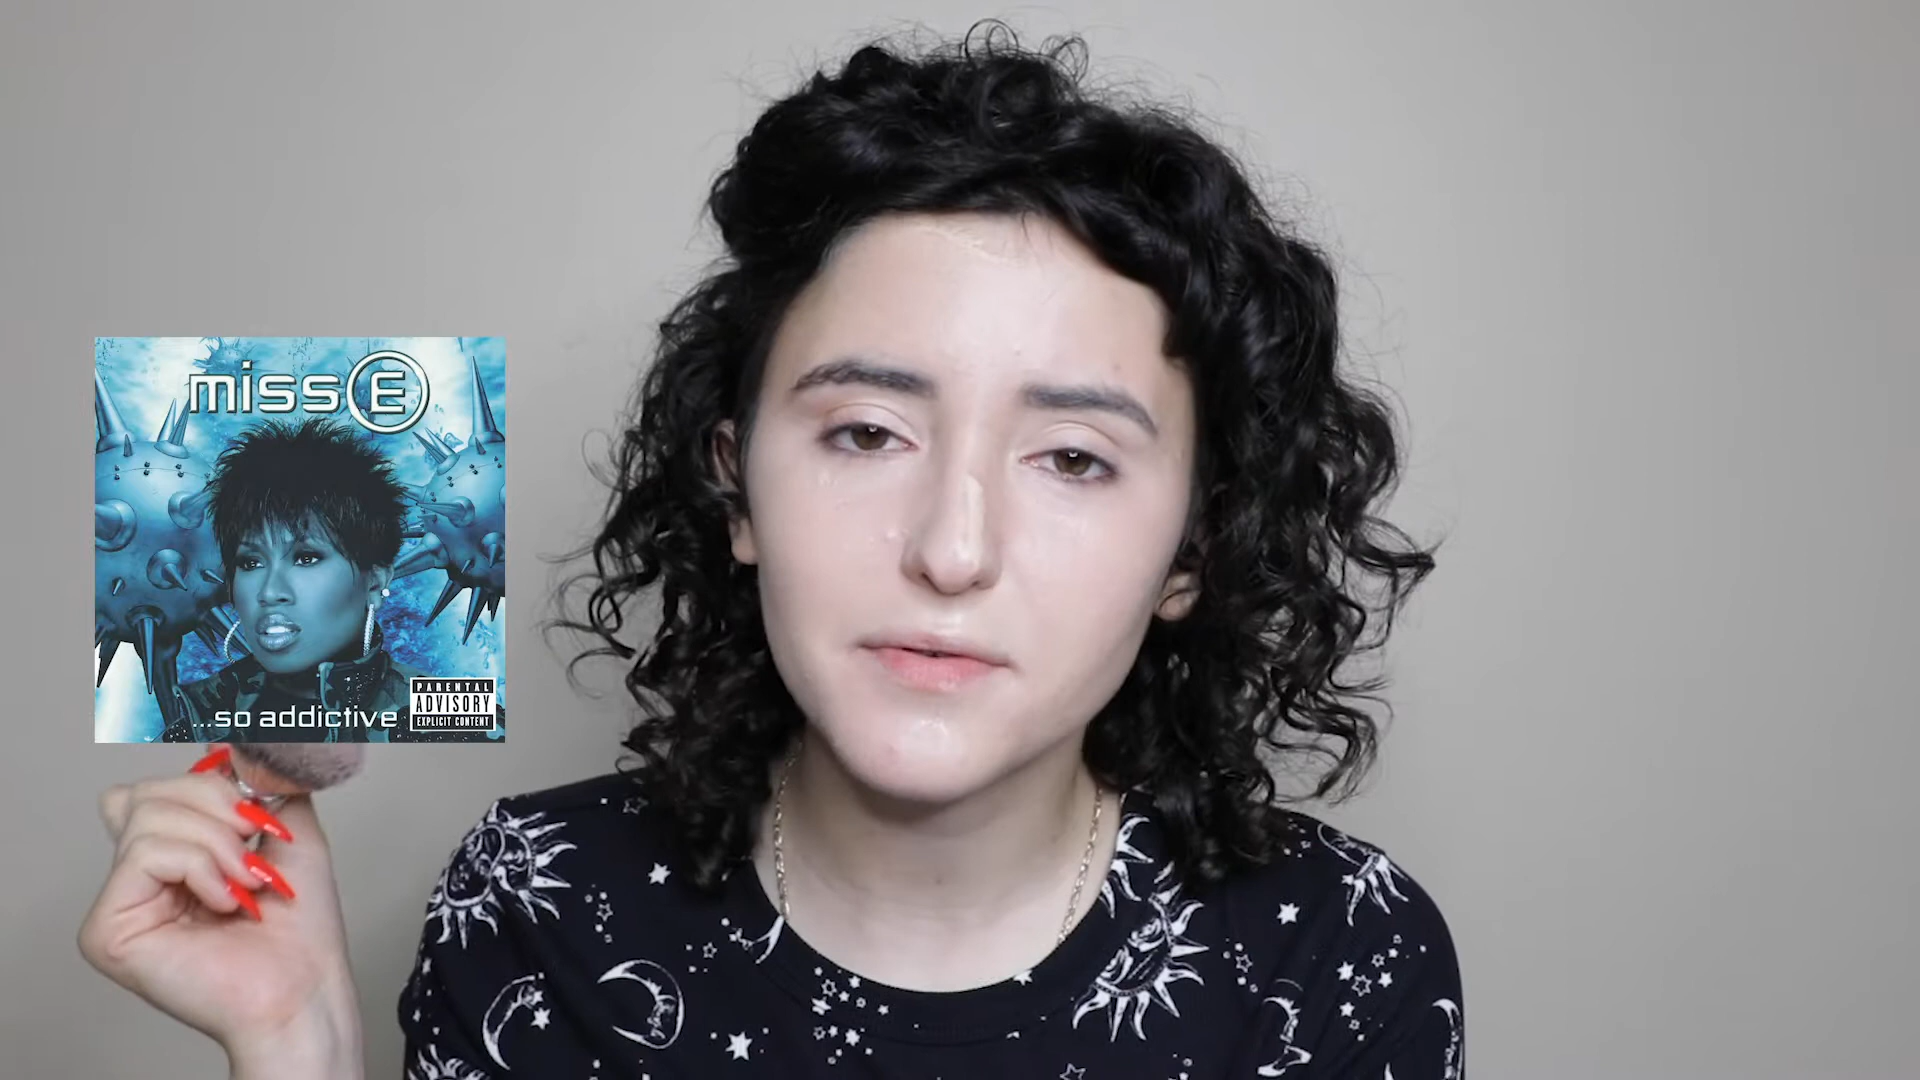 miss E
...so addictive
PARENTAL
ADVISORY
EXPLICIT CONTENT